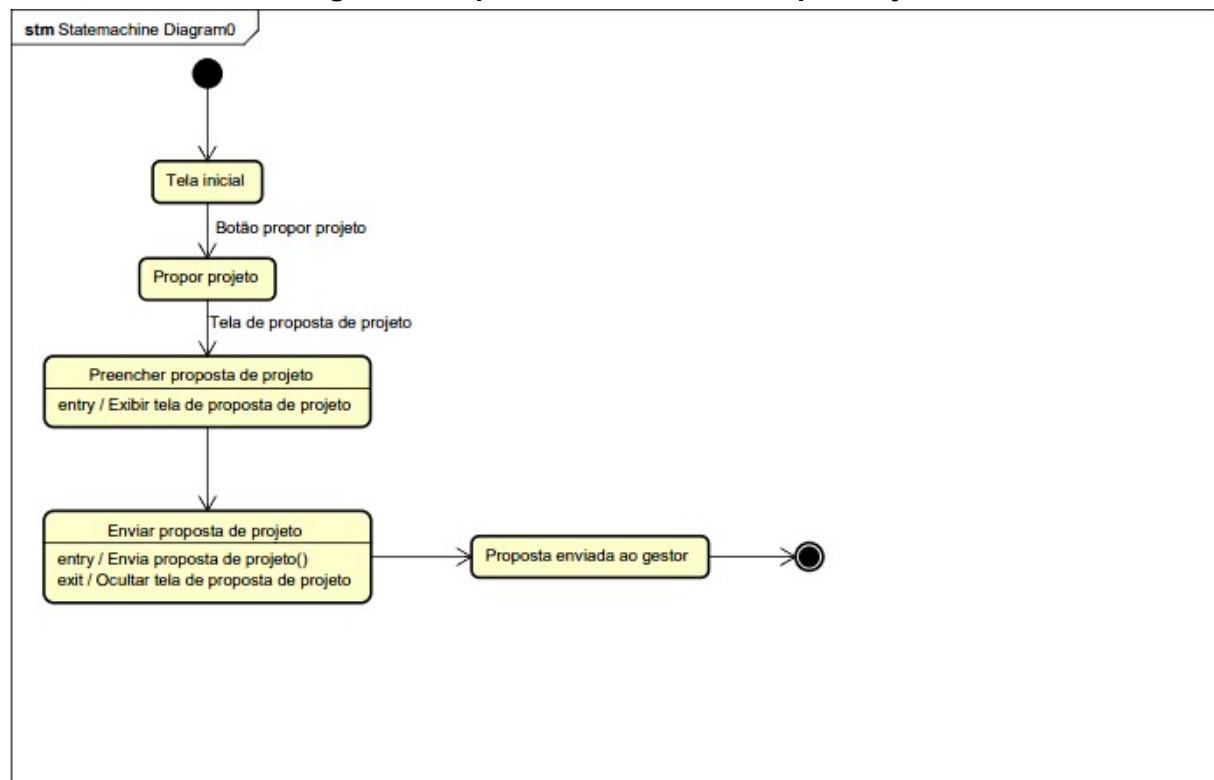 stm Statemachine Diagram0
Tela inicial
Botão propor projeto
Propor projeto
Tela de proposta de projeto
Preencher proposta de projeto
entry / Exibir tela de proposta de projeto
Enviar proposta de projeto
entry / Envia proposta de projeto()
exit / Ocultar tela de proposta de projeto
Proposta enviada ao gestor